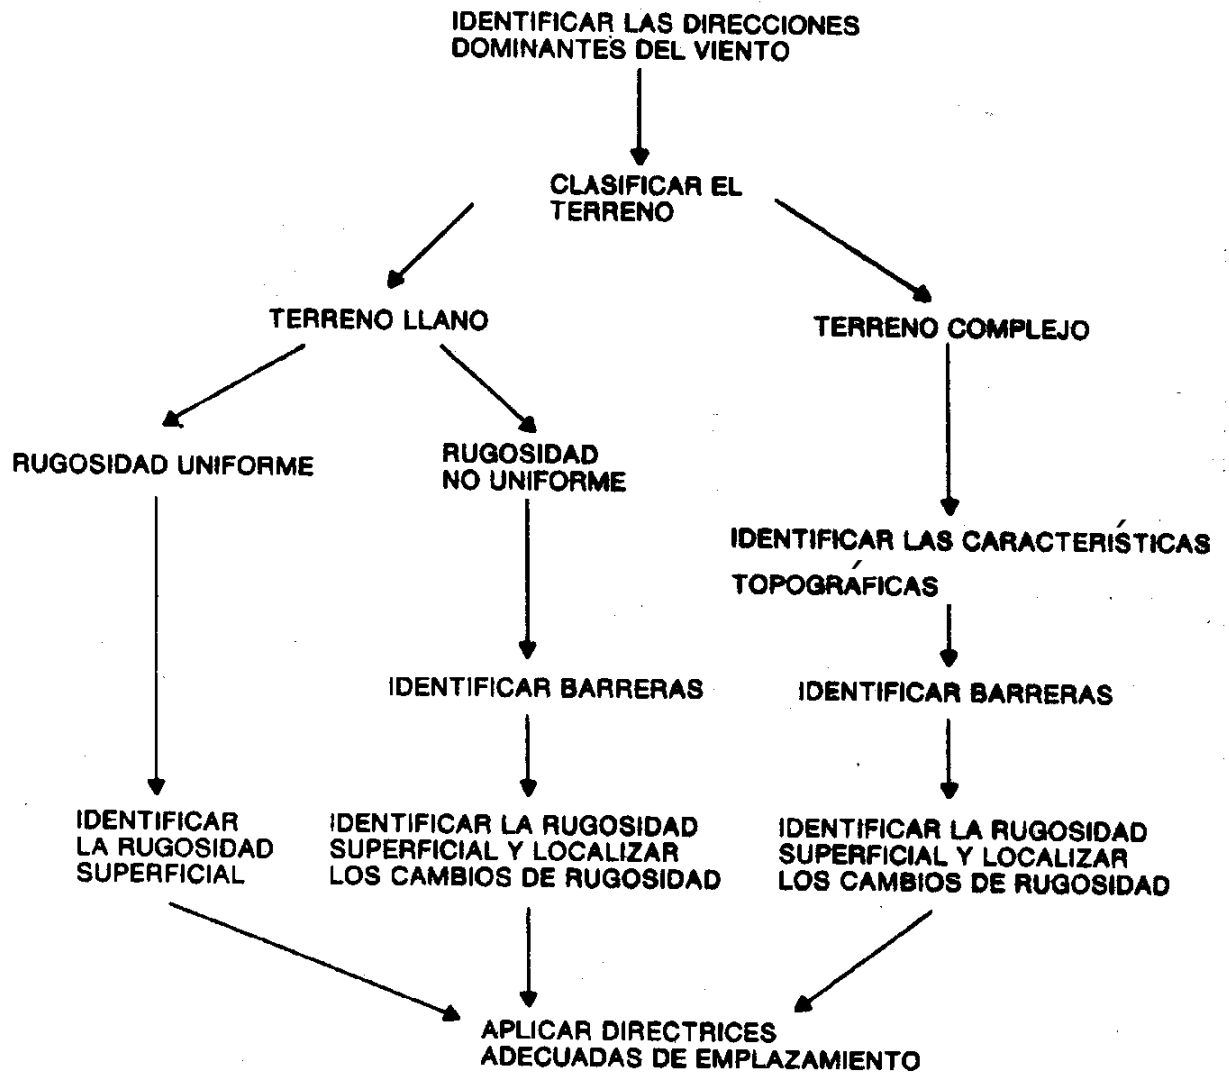 IDENTIFICAR LAS DIRECCIONES
DOMINANTES DEL VIENTO
CLASIFICAR EL
TERRENO
TERRENO LLANO
TERRENO COMPLEJO
RUGOSIDAD UNIFORME
RUGOSIDAD
NO UNIFORME
IDENTIFICAR LAS CARACTERÍSTICAS
TOPOGRÁFICAS
IDENTIFICAR BARRERAS
IDENTIFICAR BARRERAS
IDENTIFICAR
LA RUGOSIDAD
SUPERFICIAL
IDENTIFICAR LA RUGOSIDAD
SUPERFICIAL Y LOCALIZAR
LOS CAMBIOS DE RUGOSIDAD
IDENTIFICAR LA RUGOSIDAD
SUPERFICIAL Y LOCALIZAR
LOS CAMBIOS DE RUGOSIDAD
APLICAR DIRECTRICES
ADECUADAS DE EMPLAZAMIENTO